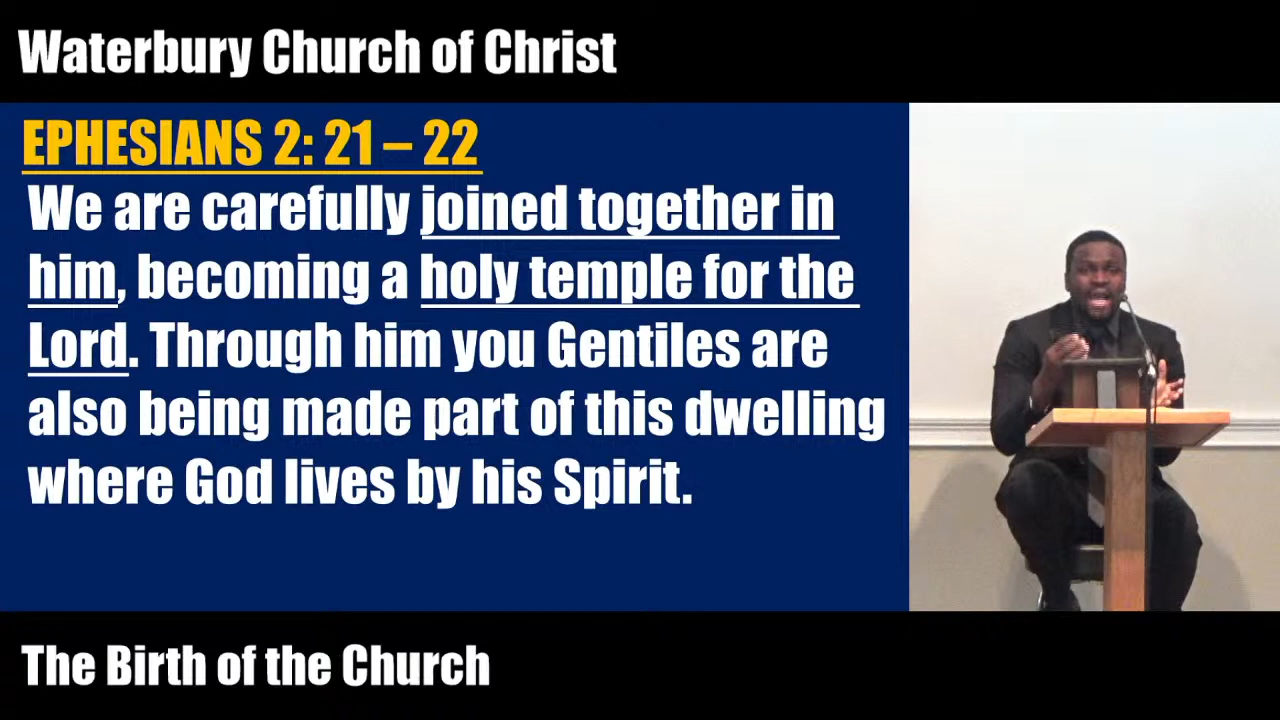 Waterbury Church of Christ
EPHESIANS 2: 21 – 22
We are carefully joined together in
him, becoming a holy temple for the
Lord. Through him you Gentiles are
also being made part of this dwelling
where God lives by his Spirit.
The Birth of the Church